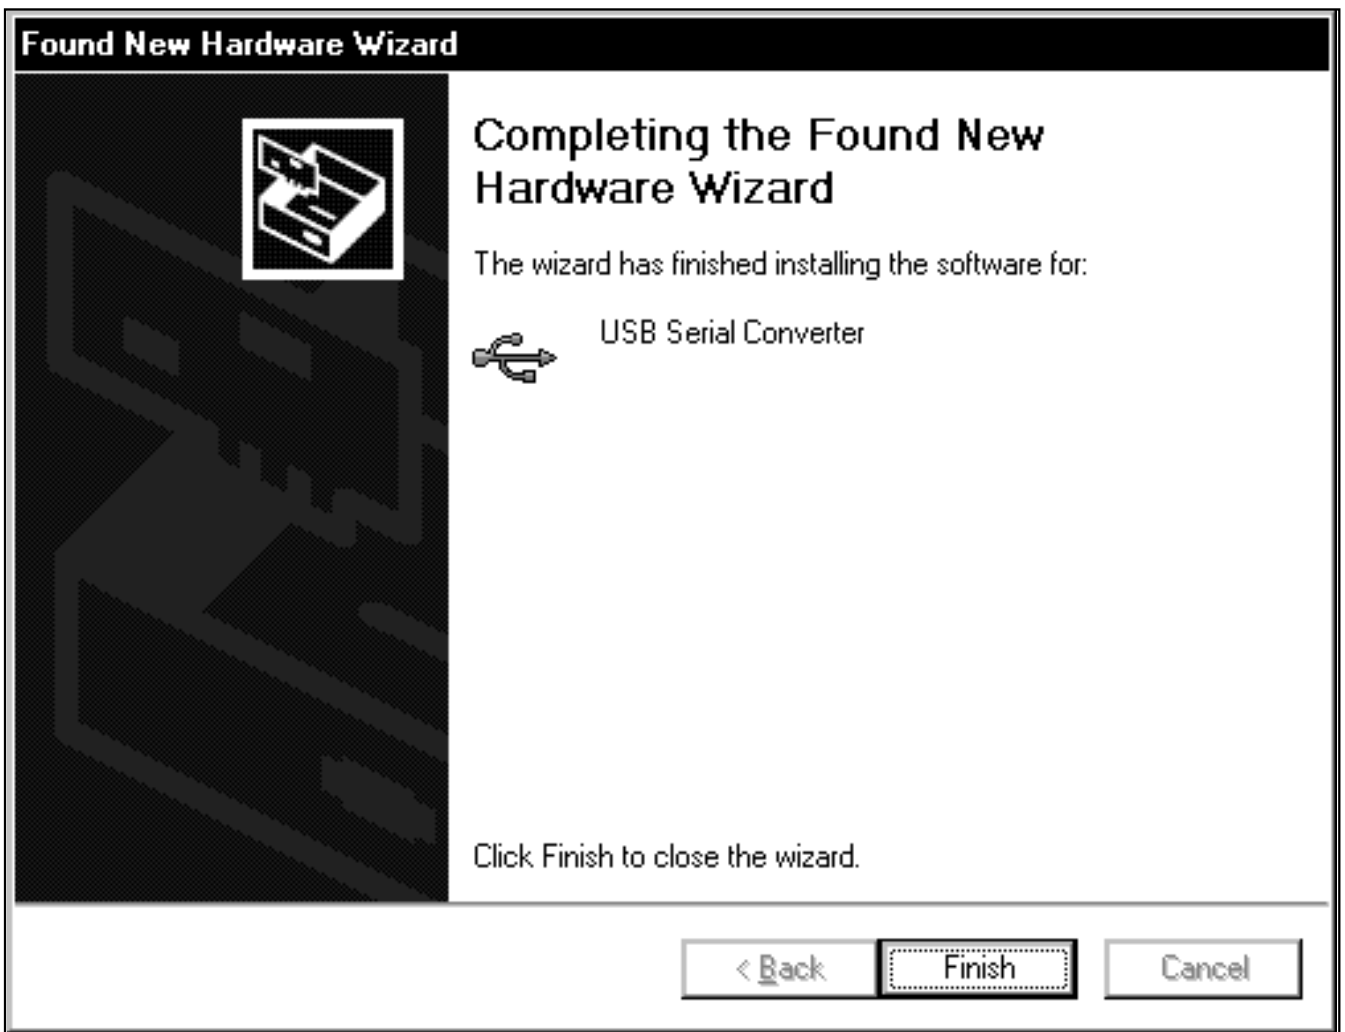 Found New Hardware Wizard
Completing the Found New
Hardware Wizard
The wizard has finished installing the software for:
USB Serial Converter
Click Finish to close the wizard.
< Back
Finish
Cancel